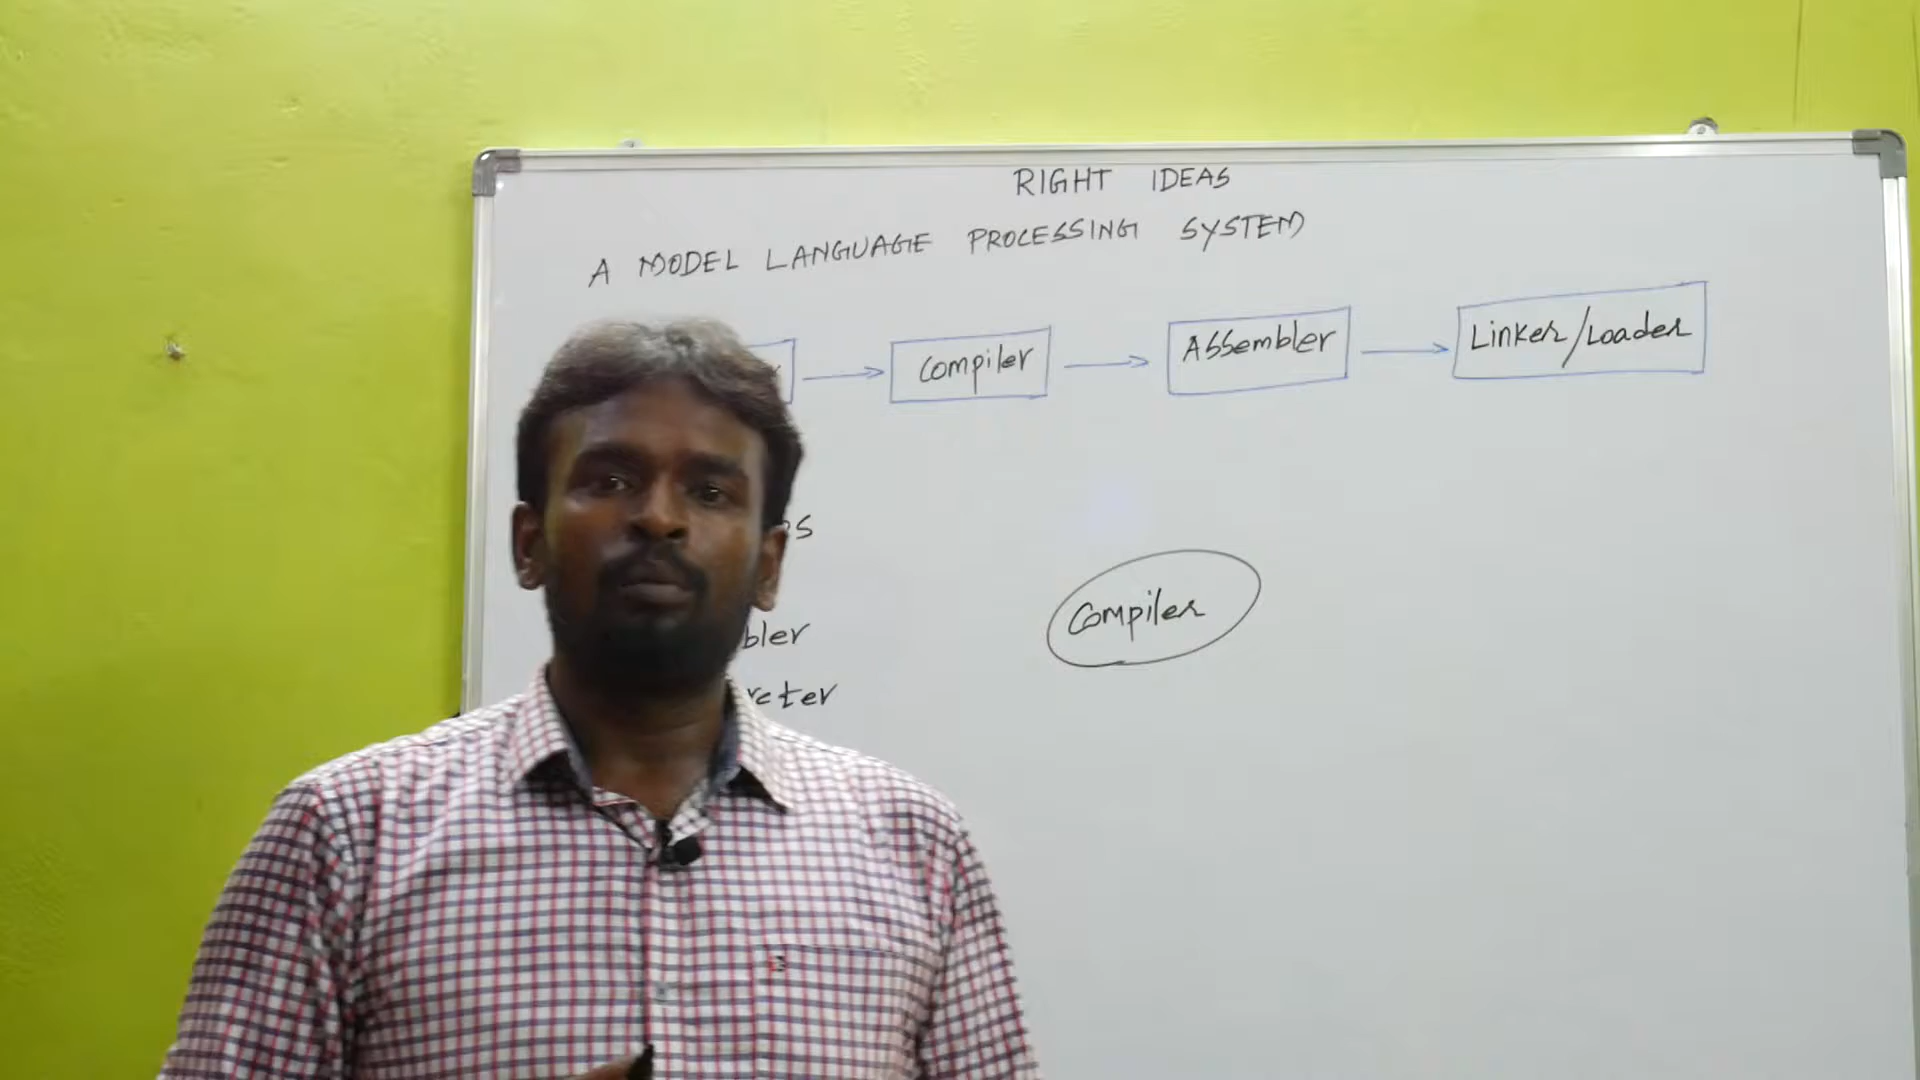 RIGHT IDEAS
A MODEL LANGUAGE PROCESSING SYSTEM
Compiler
Assembler
Linker/Loader
Compiler